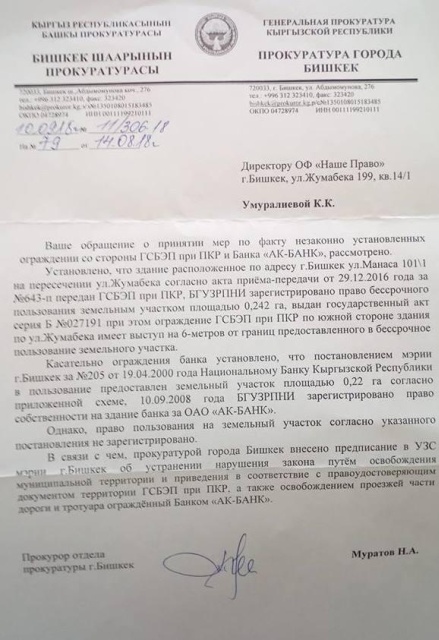 КЫРГЫЗ РЕСПУБЛИКАСЫНЫН
БАШКЫ ПРОКУРАТУРАСЫ
БИШКЕК ШААРЫНЫН
ПРОКУРАТУРАСЫ
720033, Бишкек ш., Абдымомунова көч., 276
тел.: +996 312 323410, факс: 323420
ОКПО 04728974 ИНН 00111199210111
ГЕНЕРАЛЬНАЯ ПРОКУРАТУРА
КЫРГЫЗСКОЙ РЕСПУБЛИКИ
ПРОКУРАТУРА ГОРОДА
БИШКЕК
720033, г. Бишкек, ул. Абдымомунова, 276
тел.: +996 312 323410, факс: 323420
ОКПО 04728974 ИНН 00111199210111
10.09.18 № 11/306-18
На № 79 от 14.08.18г.
Директору ОФ «Наше Право»
г.Бишкек, ул.Жумабека 199, кв.14/1
Умуралиевой К.К.
Ваше обращение о принятии мер по факту незаконно установленных
ограждении со стороны ГСБЭП при ПКР и Банка «АК-БАНК», рассмотрено.
Установлено, что здание расположенное по адресу г.Бишкек ул.Манаса 101\1
на пересечении ул.Жумабека согласно акта приёма-передачи от 29.12.2016 года за
№643-п передан ГСБЭП при ПКР, БГУЗРПНИ зарегистрировано право бессрочного
пользования земельным участком площадью 0,242 га, выдан государственный акт
серия Б №027191 при этом ограждение ГСБЭП при ПКР по южной стороне здания
по ул.Жумабека имеет выступ на 6-метров от границ предоставленного в бессрочное
пользование земельного участка.
Касательно ограждения банка установлено, что постановлением мэрии
г.Бишкек за №205 от 19.04.2000 года Национальному Банку Кыргызской Республики
в пользование предоставлен земельный участок площадью 0,22 га согласно
приложенной схеме, 10.09.2008 года БГУЗРПНИ зарегистрировано право
собственности на здание банка за ОАО «АК-БАНК».
Однако, право пользования на земельный участок согласно указанного
постановления не зарегистрировано.
В связи с чем, прокуратурой города Бишкек внесено предписание в УЗС
мэрии г.Бишкек об устранении нарушения закона путём освобождения
муниципальной территории и приведения в соответствие с правоудостоверяющим
документом территории ГСБЭП при ПКР, а также освобождением проезжей части
дороги и тротуара ограждённый Банком «АК-БАНК».
Прокурор отдела
прокуратуры г.Бишкек
Муратов Н.А.